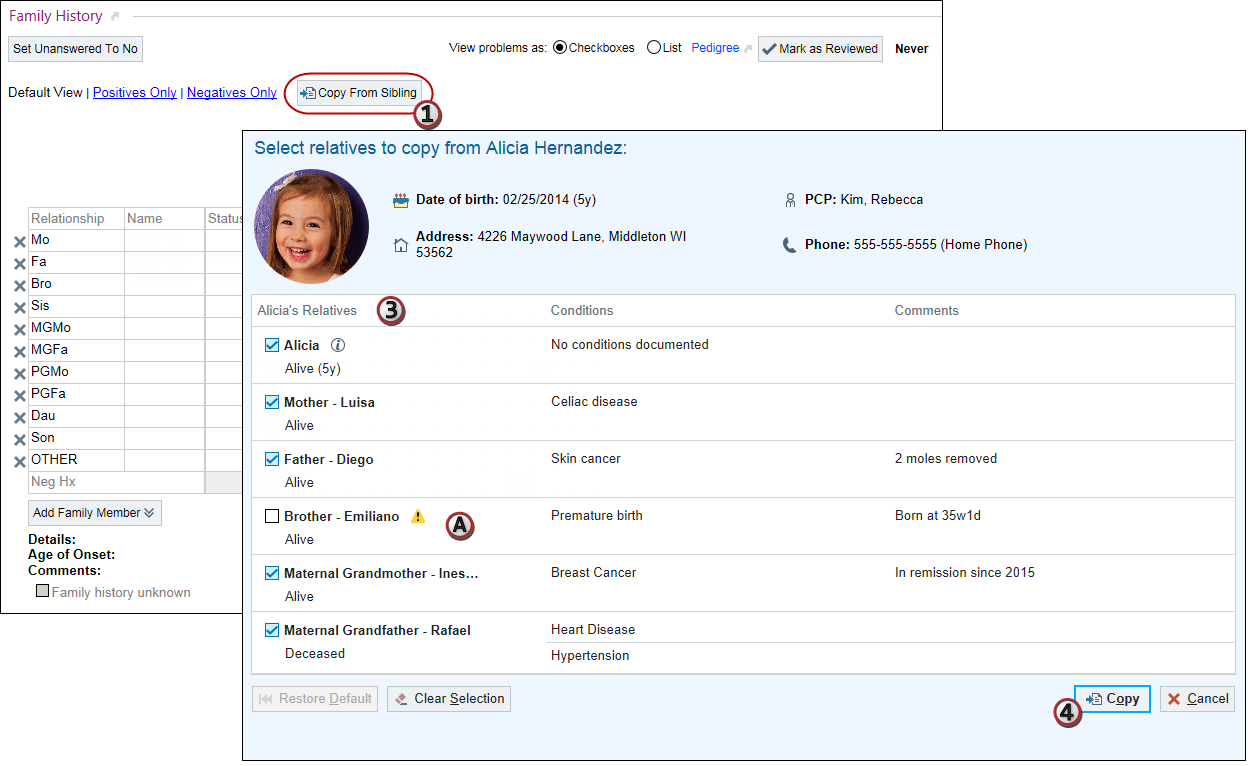 Family History
Set Unanswered To No
View problems as: Checkboxes List Pedigree Mark as Reviewed Never
Default View | Positives Only | Negatives Only Copy From Sibling
1
Select relatives to copy from Alicia Hernandez:
Date of birth: 02/25/2014 (5y)
PCP: Kim, Rebecca
Address: 4226 Maywood Lane, Middleton WI
53562
Phone: 555-555-5555 (Home Phone)
Relationship Name Status
Mo
Fa
Bro
Sis
MGMo
MGFa
PGMo
PGFa
Dau
Son
OTHER
Neg Hx
Add Family Member
Details:
Age of Onset:
Comments:
Family history unknown
Alicia's Relatives 3 Conditions Comments
Alicia No conditions documented
Alive (5y)
Mother - Luisa Celiac disease
Alive
Father - Diego Skin cancer 2 moles removed
Alive
Brother - Emiliano A Premature birth Born at 35w1d
Alive
Maternal Grandmother - Ines... Breast Cancer In remission since 2015
Alive
Maternal Grandfather - Rafael Heart Disease
Deceased Hypertension
Restore Default Clear Selection 4 Copy Cancel